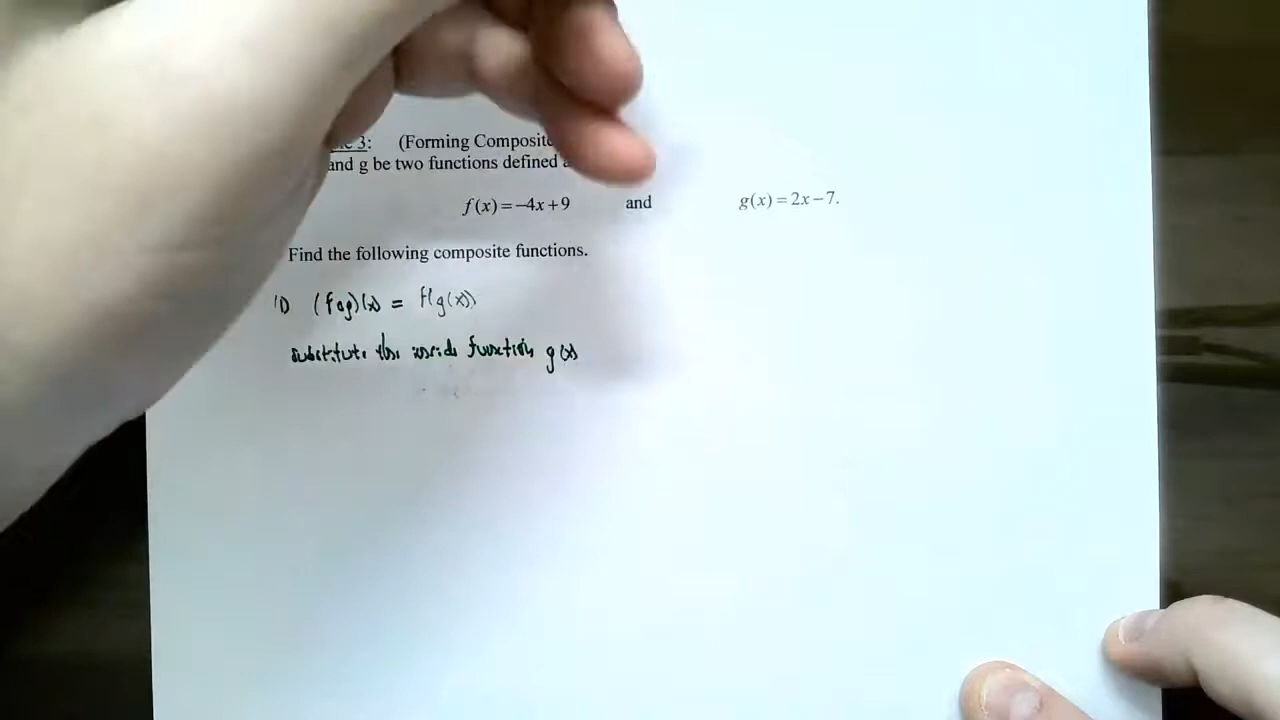 3: (Forming Composite
and g be two functions defined
f(x)=-4x+9 and g(x)=2x-7.
Find the following composite functions.
1) (f∘g)(x) = f(g(x))
substitute the inside function g(x)